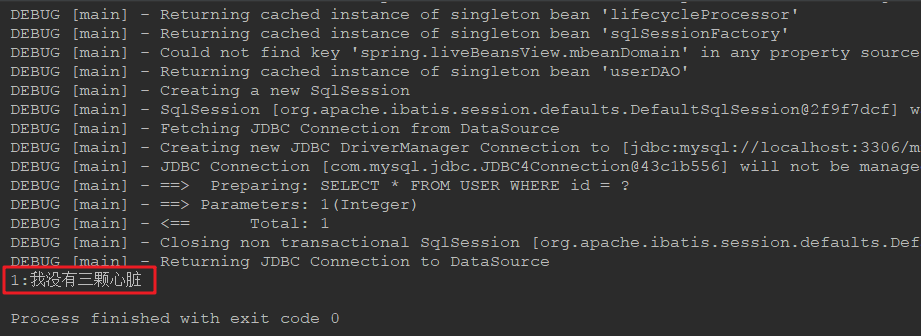 DEBUG [main] - Returning cached instance of singleton bean 'lifecycleProcessor'
DEBUG [main] - Returning cached instance of singleton bean 'sqlSessionFactory'
DEBUG [main] - Could not find key 'spring.liveBeansView.mbeanDomain' in any property source
DEBUG [main] - Returning cached instance of singleton bean 'userDAO'
DEBUG [main] - Creating a new SqlSession
DEBUG [main] - SqlSession [org.apache.ibatis.session.defaults.DefaultSqlSession@2f9f7dcf] w
DEBUG [main] - Fetching JDBC Connection from DataSource
DEBUG [main] - Creating new JDBC DriverManager Connection to [jdbc:mysql://localhost:3306/m
DEBUG [main] - JDBC Connection [com.mysql.jdbc.JDBC4Connection@43c1b556] will not be manage
DEBUG [main] - ==>  Preparing: SELECT * FROM USER WHERE id = ?
DEBUG [main] - ==> Parameters: 1(Integer)
DEBUG [main] - <==      Total: 1
DEBUG [main] - Closing non transactional SqlSession [org.apache.ibatis.session.defaults.Def
DEBUG [main] - Returning JDBC Connection to DataSource
1:我没有三颗心脏
Process finished with exit code 0